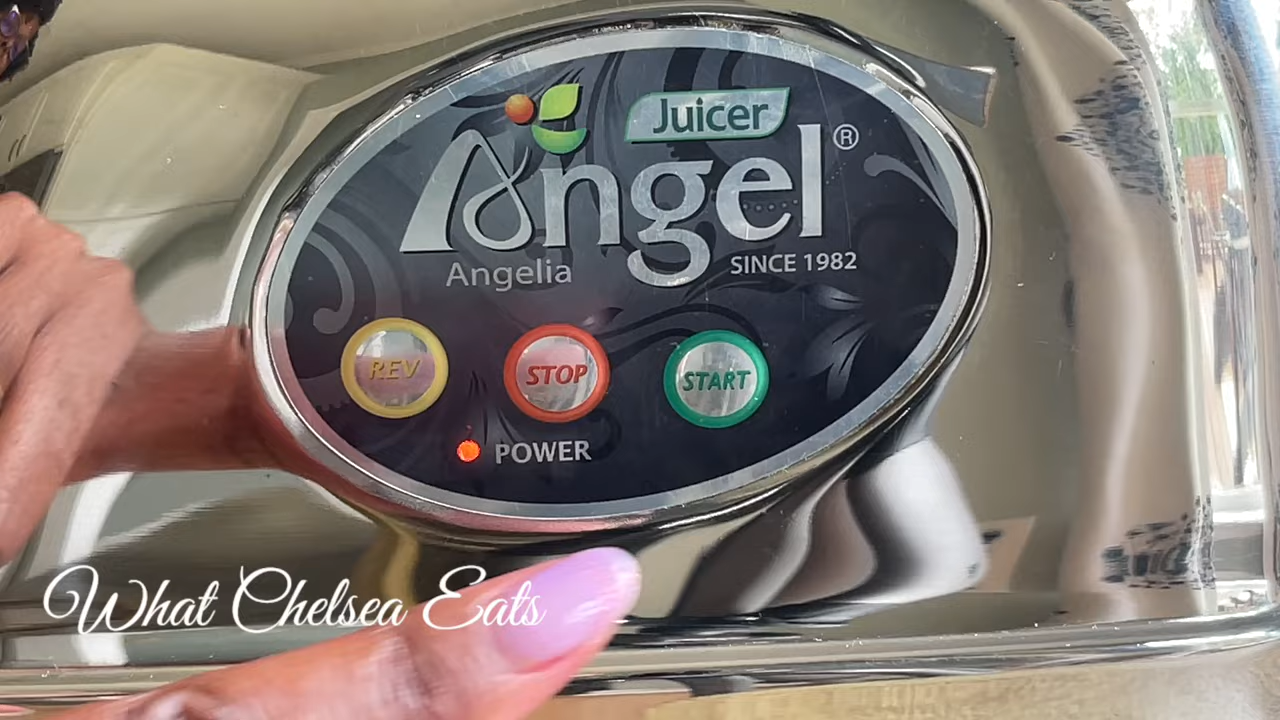 Juicer
Angel®
Angelia
SINCE 1982
REV
STOP
START
POWER
What Chelsea Eats